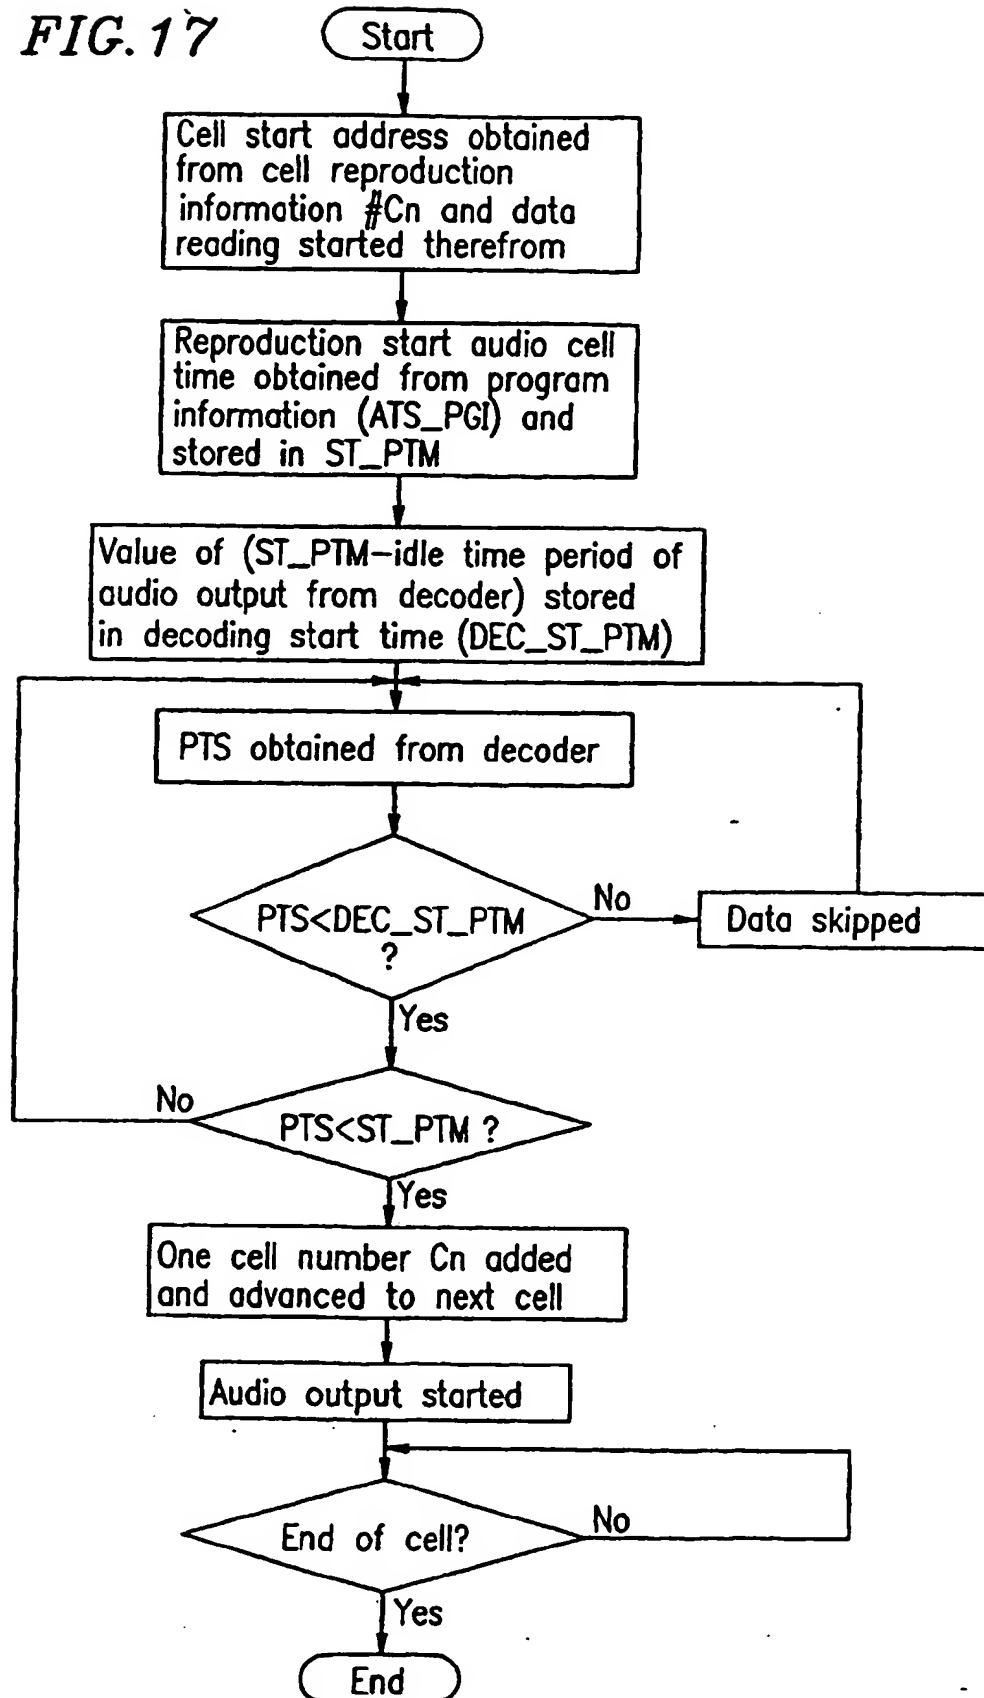 FIG. 17
Start
Cell start address obtained
from cell reproduction
information #Cn and data
reading started therefrom
Reproduction start audio cell
time obtained from program
information (ATS_PGI) and
stored in ST_PTM
Value of (ST_PTM-idle time period of
audio output from decoder) stored
in decoding start time (DEC_ST_PTM)
PTS obtained from decoder
PTS<DEC_ST_PTM
?
No
Data skipped
Yes
No
PTS<ST_PTM ?
Yes
One cell number Cn added
and advanced to next cell
Audio output started
End of cell?
No
Yes
End